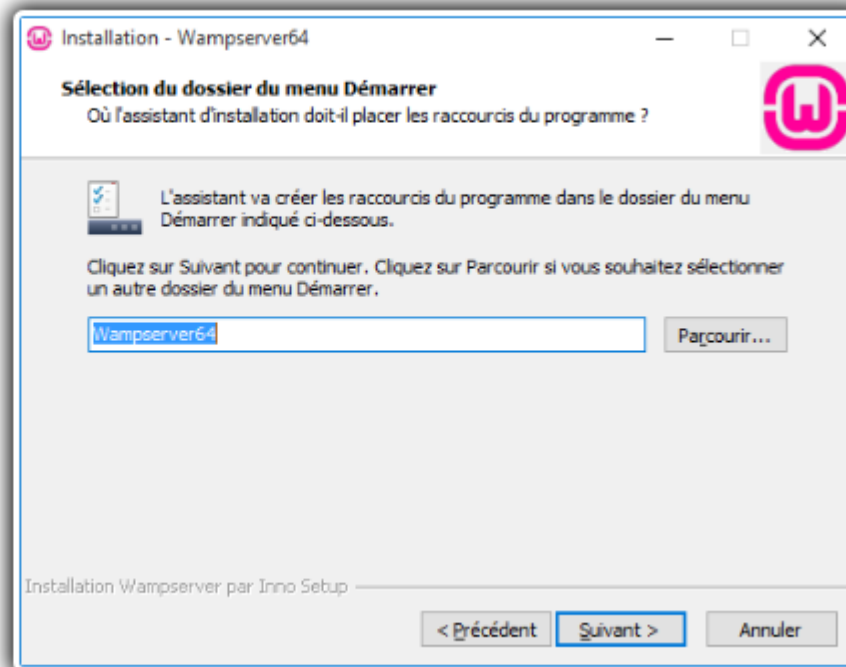 Installation - Wampserver64
Sélection du dossier du menu Démarrer
Où l'assistant d'installation doit-il placer les raccourcis du programme ?
L'assistant va créer les raccourcis du programme dans le dossier du menu
Démarrer indiqué ci-dessous.
Cliquez sur Suivant pour continuer. Cliquez sur Parcourir si vous souhaitez sélectionner
un autre dossier du menu Démarrer.
Wampserver64
Parcourir...
Installation Wampserver par Inno Setup
< Précédent
Suivant >
Annuler